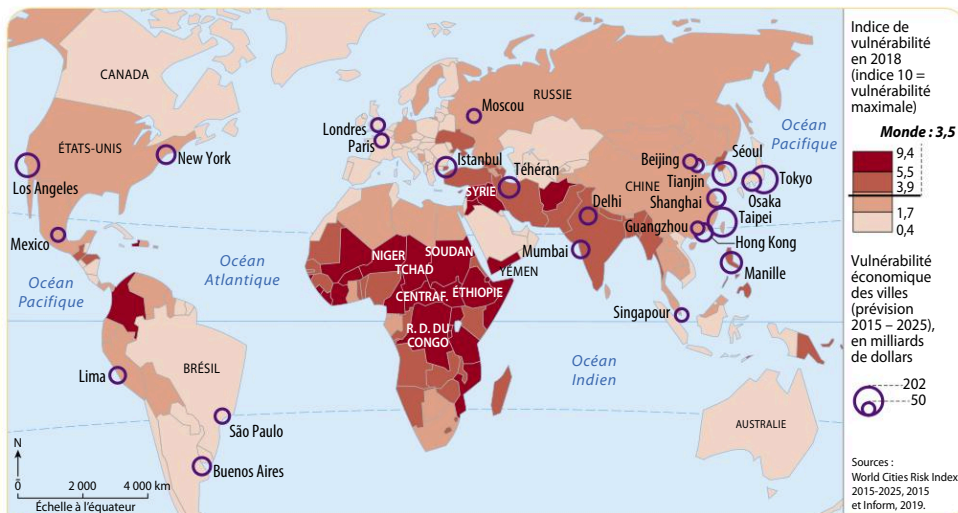 CANADA
ÉTATS-UNIS
New York
Los Angeles
Mexico
Océan
Pacifique
Océan
Atlantique
Lima
BRÉSIL
São Paulo
Buenos Aires
N
0
2 000
4 000 km
Échelle à l'équateur
Londres
Paris
Moscou
RUSSIE
Istanbul
Téhéran
SYRIE
NIGER
TCHAD
SOUDAN
YÉMEN
CENTRAF.
ÉTHIOPIE
R. D. DU
CONGO
Delhi
Mumbai
Beijing
Tianjin
CHINE
Shanghai
Guangzhou
Séoul
Tokyo
Osaka
Taipei
Hong Kong
Manille
Singapour
Océan
Pacifique
Océan
Indien
AUSTRALIE
Indice de
vulnérabilité
en 2018
(indice 10 =
vulnérabilité
maximale)
Monde : 3,5
9,4
5,5
3,9
1,7
0,4
Vulnérabilité
économique
des villes
(prévision
2015 – 2025),
en milliards
de dollars
202
50
Sources :
World Cities Risk Index
2015-2025, 2015
et Inform, 2019.